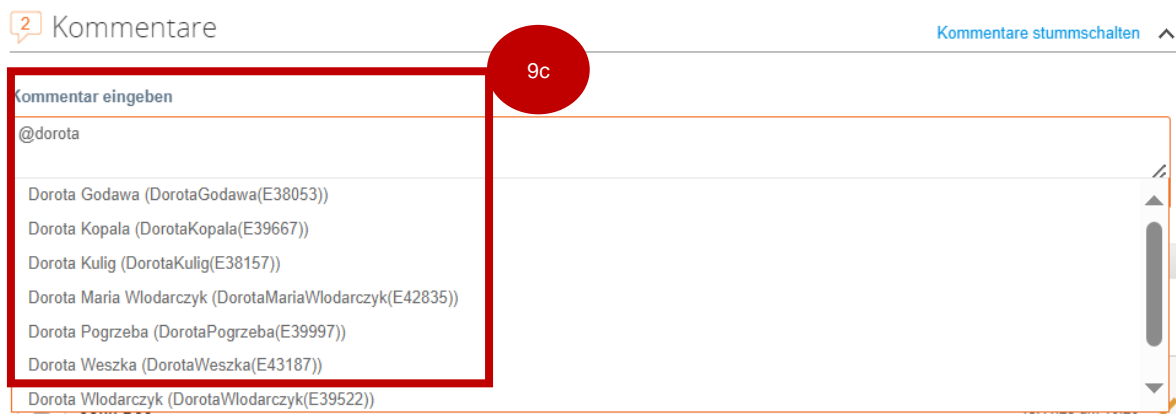 2 Kommentare
Kommentare stummschalten
9c
Kommentar eingeben
@dorota
Dorota Godawa (DorotaGodawa(E38053))
Dorota Kopala (DorotaKopala(E39667))
Dorota Kulig (DorotaKulig(E38157))
Dorota Maria Wlodarczyk (DorotaMariaWlodarczyk(E42835))
Dorota Pogrzeba (DorotaPogrzeba(E39997))
Dorota Weszka (DorotaWeszka(E43187))
Dorota Wlodarczyk (DorotaWlodarczyk(E39522))